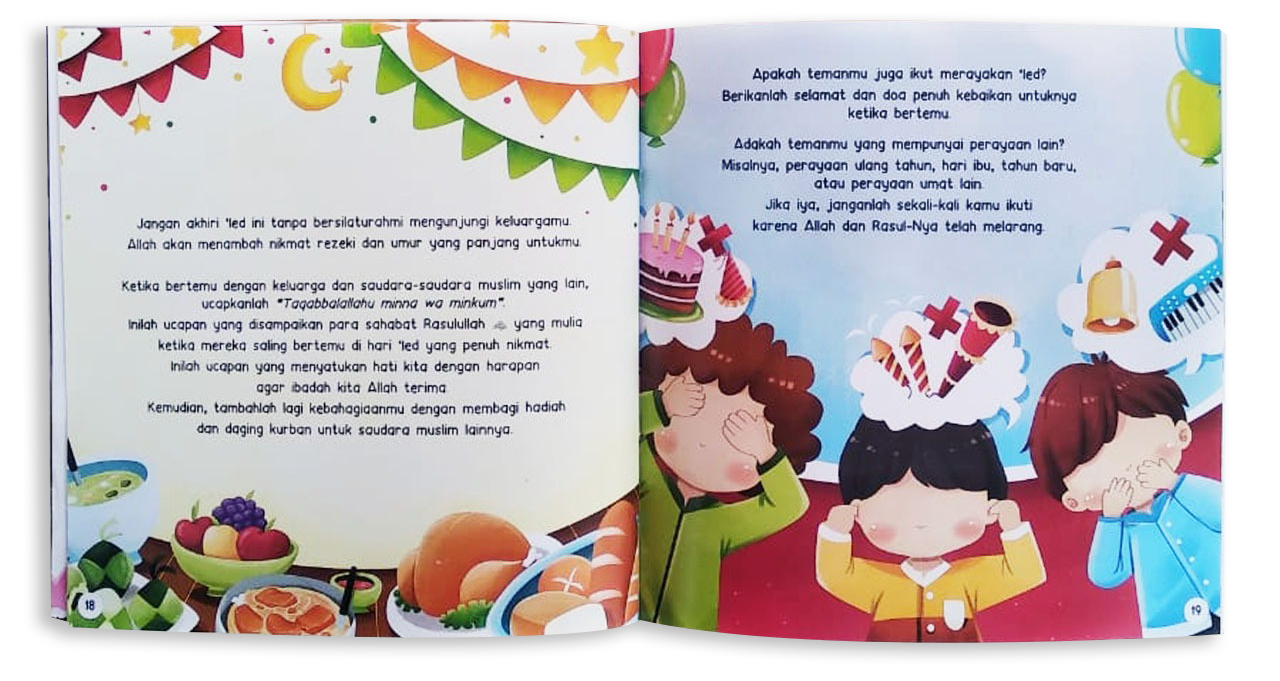 Jangan akhiri 'Ied ini tanpa bersilaturahmi mengunjungi keluargamu.
Allah akan menambah nikmat rezeki dan umur yang panjang untukmu.
Ketika bertemu dengan keluarga dan saudara-saudara muslim yang lain,
ucapkanlah "Taqabbalallahu minna wa minkum".
Inilah ucapan yang disampaikan para sahabat Rasulullah ﷺ yang mulia
ketika mereka saling bertemu di hari 'Ied yang penuh nikmat.
Inilah ucapan yang menyatukan hati kita dengan harapan
agar ibadah kita Allah terima.
Kemudian, tambahlah lagi kebahagiaanmu dengan membagi hadiah
dan daging kurban untuk saudara muslim lainnya.
18
Apakah temanmu juga ikut merayakan 'Ied?
Berikanlah selamat dan doa penuh kebaikan untuknya
ketika bertemu.
Adakah temanmu yang mempunyai perayaan lain?
Misalnya, perayaan ulang tahun, hari ibu, tahun baru,
atau perayaan umat lain.
Jika iya, janganlah sekali-kali kamu ikuti
karena Allah dan Rasul-Nya telah melarang.
19